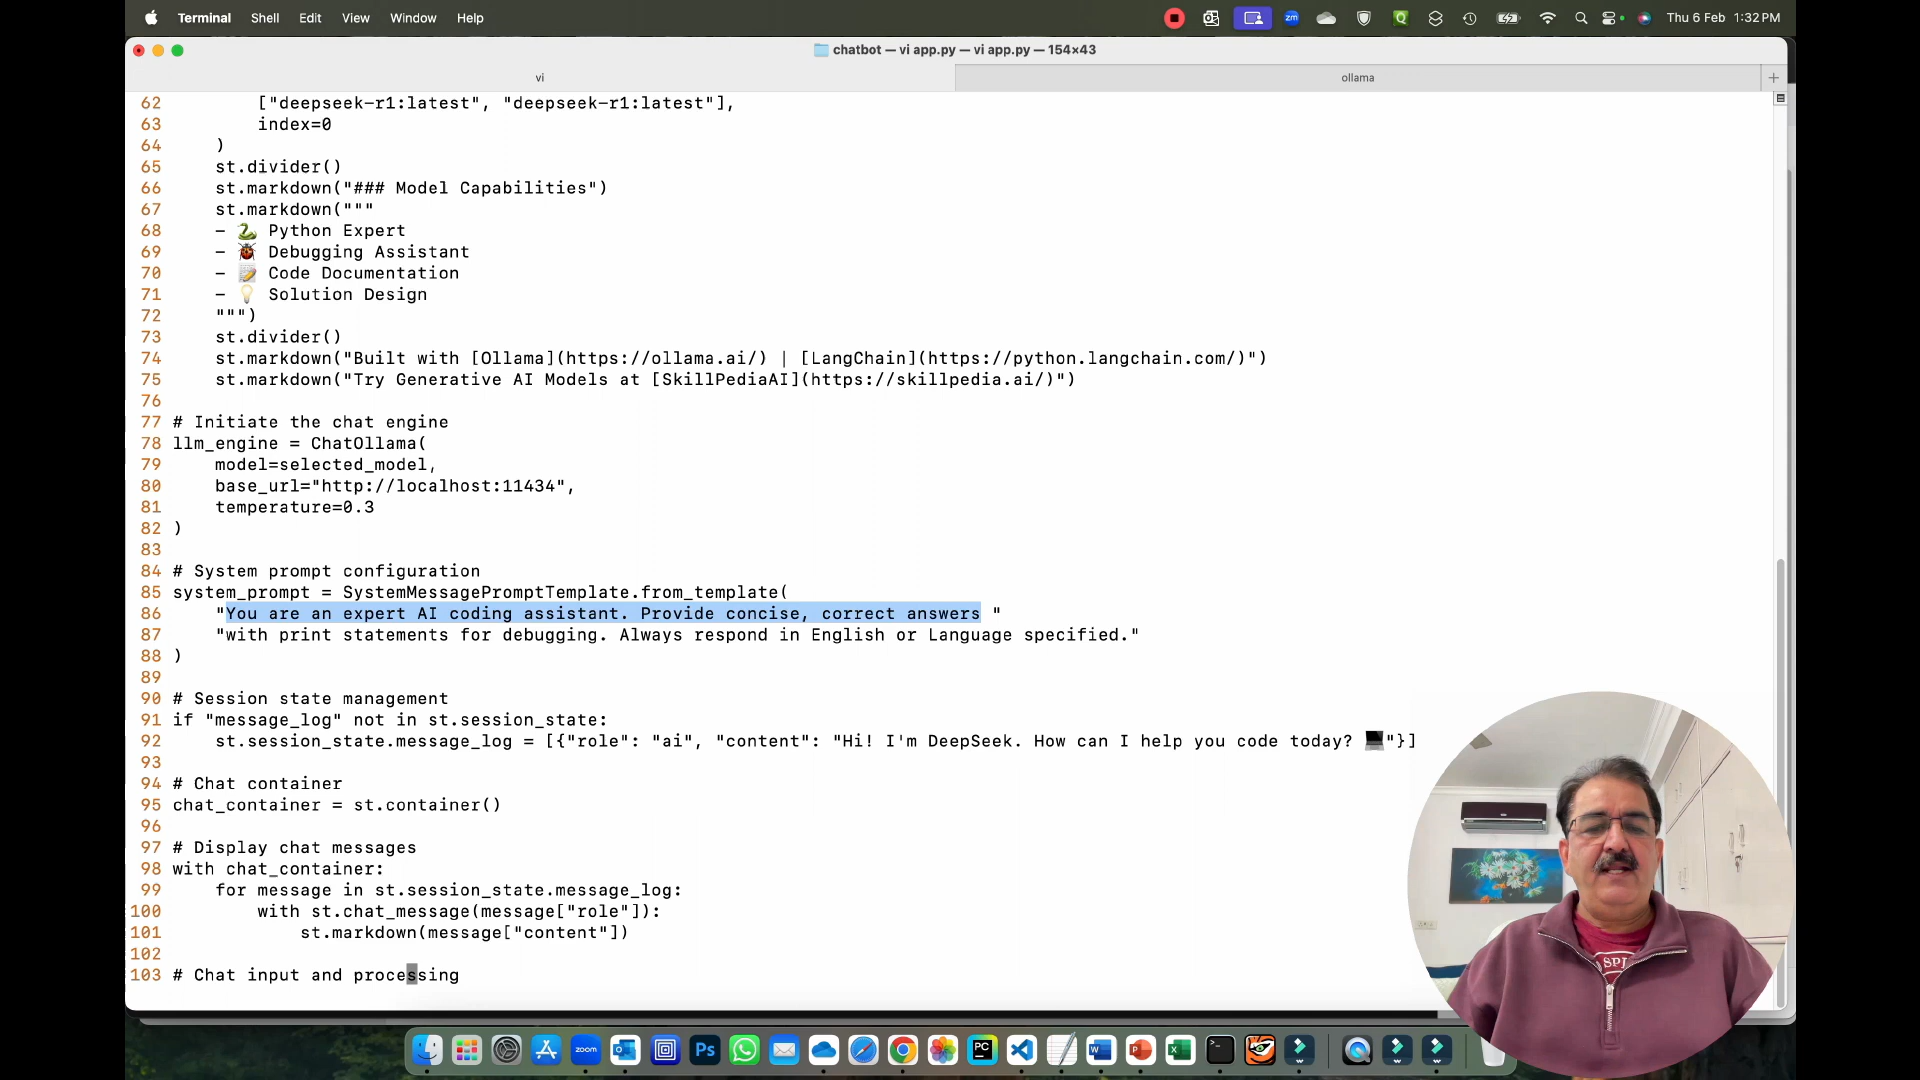 Terminal Shell Edit View Window Help Thu 6 Feb 1:32 PM
chatbot — vi app.py — vi app.py — 154×43
vi ollama
62 ["deepseek-r1:latest", "deepseek-r1:latest"],
63 index=0
64 )
65 st.divider()
66 st.markdown("### Model Capabilities")
67 st.markdown("""
68 - 🐍 Python Expert
69 - 🐞 Debugging Assistant
70 - 📝 Code Documentation
71 - 💡 Solution Design
72 """)
73 st.divider()
74 st.markdown("Built with [Ollama](https://ollama.ai/) | [LangChain](https://python.langchain.com/)")
75 st.markdown("Try Generative AI Models at [SkillPediaAI](https://skillpedia.ai/)")
76
77 # Initiate the chat engine
78 llm_engine = ChatOllama(
79 model=selected_model,
80 base_url="http://localhost:11434",
81 temperature=0.3
82 )
83
84 # System prompt configuration
85 system_prompt = SystemMessagePromptTemplate.from_template(
86 "You are an expert AI coding assistant. Provide concise, correct answers "
87 "with print statements for debugging. Always respond in English or Language specified."
88 )
89
90 # Session state management
91 if "message_log" not in st.session_state:
92 st.session_state.message_log = [{"role": "ai", "content": "Hi! I'm DeepSeek. How can I help you code today? 💻"}]
93
94 # Chat container
95 chat_container = st.container()
96
97 # Display chat messages
98 with chat_container:
99 for message in st.session_state.message_log:
100 with st.chat_message(message["role"]):
101 st.markdown(message["content"])
102
103 # Chat input and processing
zoom
Ps
PC